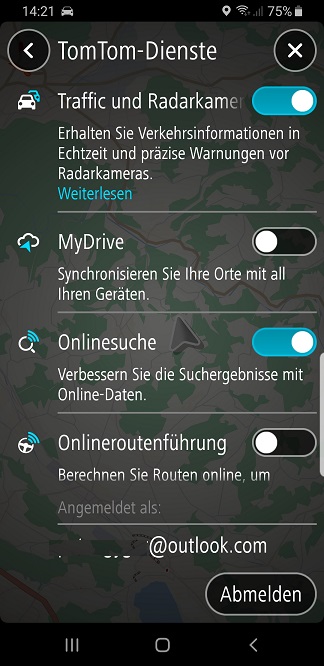 14:21
75%
TomTom-Dienste
Traffic und Radarkamer
Erhalten Sie Verkehrsinformationen in
Echtzeit und präzise Warnungen vor
Radarkameras.
Weiterlesen
MyDrive
Synchronisieren Sie Ihre Orte mit all
Ihren Geräten.
Onlinesuche
Verbessern Sie die Suchergebnisse mit
Online-Daten.
Onlineroutenführung
Berechnen Sie Routen online, um
Angemeldet als:
@outlook.com
Abmelden